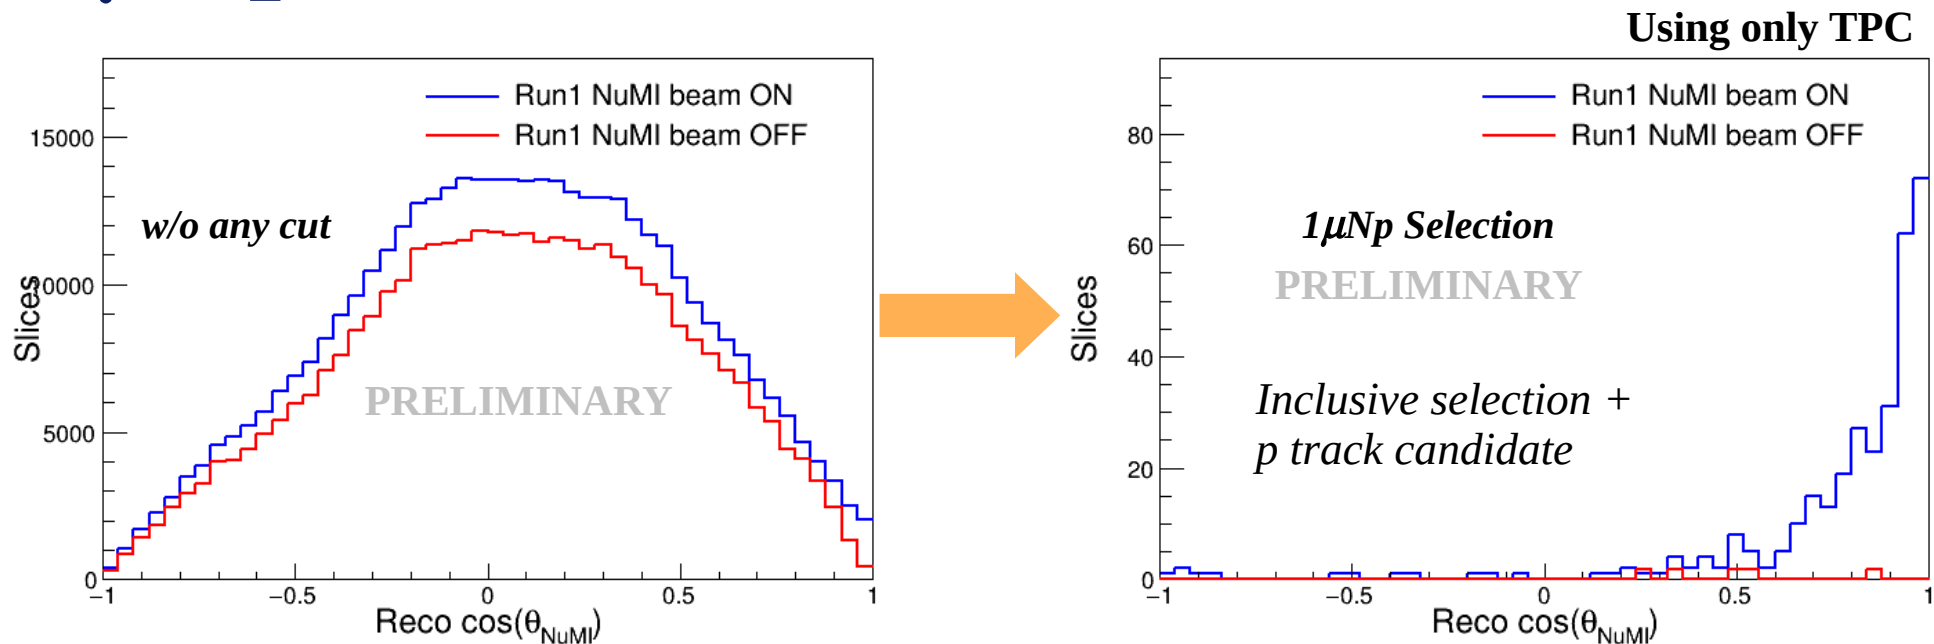 Using only TPC
Run1 NuMI beam ON
Run1 NuMI beam OFF
w/o any cut
PRELIMINARY
Slices
15000
10000
5000
0
−1
−0.5
0
0.5
1
Reco cos(θNuMI)
Run1 NuMI beam ON
Run1 NuMI beam OFF
1μNp Selection
PRELIMINARY
Inclusive selection +
p track candidate
Slices
80
60
40
20
0
−1
−0.5
0
0.5
1
Reco cos(θNuMI)